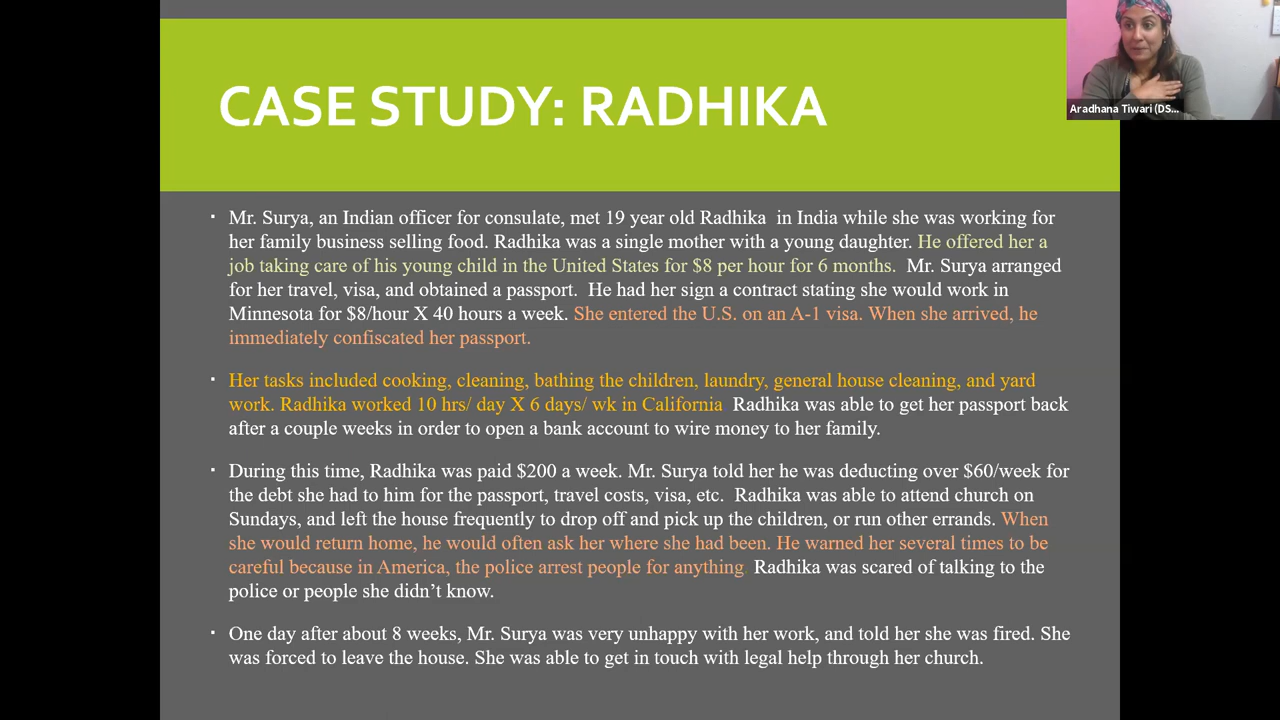 CASE STUDY: RADHIKA
Aradhana Tiwari (DS...
Mr. Surya, an Indian officer for consulate, met 19 year old Radhika  in India while she was working for
her family business selling food. Radhika was a single mother with a young daughter. He offered her a
job taking care of his young child in the United States for $8 per hour for 6 months.  Mr. Surya arranged
for her travel, visa, and obtained a passport.  He had her sign a contract stating she would work in
Minnesota for $8/hour X 40 hours a week. She entered the U.S. on an A-1 visa. When she arrived, he
immediately confiscated her passport.
Her tasks included cooking, cleaning, bathing the children, laundry, general house cleaning, and yard
work. Radhika worked 10 hrs/ day X 6 days/ wk in California  Radhika was able to get her passport back
after a couple weeks in order to open a bank account to wire money to her family.
During this time, Radhika was paid $200 a week. Mr. Surya told her he was deducting over $60/week for
the debt she had to him for the passport, travel costs, visa, etc.  Radhika was able to attend church on
Sundays, and left the house frequently to drop off and pick up the children, or run other errands. When
she would return home, he would often ask her where she had been. He warned her several times to be
careful because in America, the police arrest people for anything. Radhika was scared of talking to the
police or people she didn’t know.
One day after about 8 weeks, Mr. Surya was very unhappy with her work, and told her she was fired. She
was forced to leave the house. She was able to get in touch with legal help through her church.